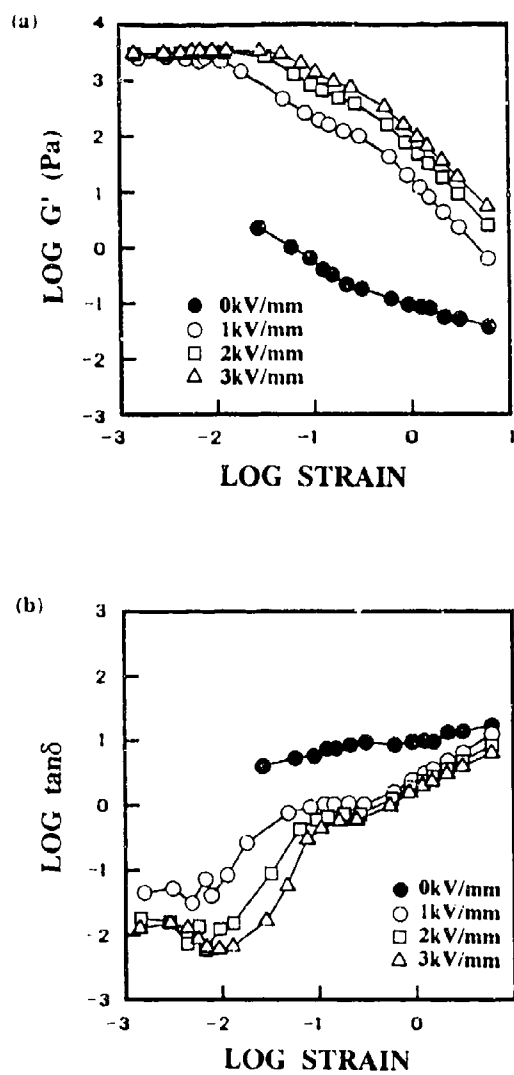 (a)
4
3
2
1
0
-1
-2
-3
LOG G' (Pa)
0kV/mm
1kV/mm
2kV/mm
3kV/mm
-3 -2 -1 0 1
LOG STRAIN
(b)
3
2
1
0
-1
-2
-3
LOG tanδ
0kV/mm
1kV/mm
2kV/mm
3kV/mm
-3 -2 -1 0 1
LOG STRAIN